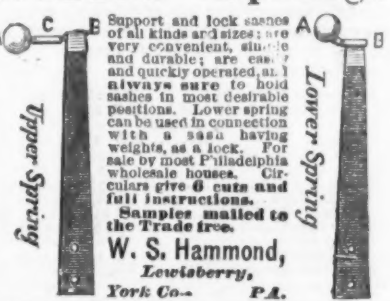 C B
Upper Spring
Support and lock sashes
of all kinds and sizes; are
very convenient, simple
and durable; are easily
and quickly operated, and
always sure to hold
sashes in most desirable
positions. Lower spring
can be used in connection
with a sash having
weights, as a lock. For
sale by most Philadelphia
wholesale houses. Cir-
culars give 6 cuts and
full instructions.
Samples mailed to
the Trade free.
W. S. Hammond,
Lewisberry,
York Co. PA.
A B
Lower Spring